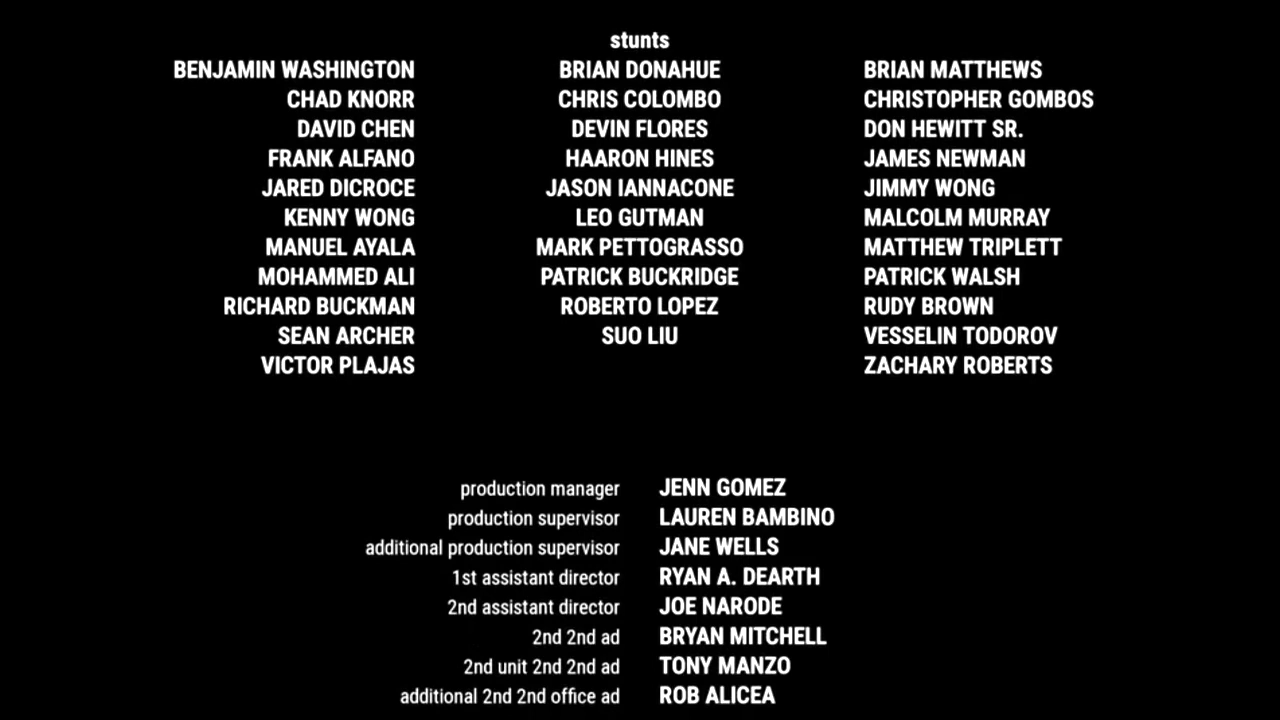 stunts
BENJAMIN WASHINGTON BRIAN DONAHUE BRIAN MATTHEWS
CHAD KNORR CHRIS COLOMBO CHRISTOPHER GOMBOS
DAVID CHEN DEVIN FLORES DON HEWITT SR.
FRANK ALFANO HAARON HINES JAMES NEWMAN
JARED DICROCE JASON IANNACONE JIMMY WONG
KENNY WONG LEO GUTMAN MALCOLM MURRAY
MANUEL AYALA MARK PETTOGRASSO MATTHEW TRIPLETT
MOHAMMED ALI PATRICK BUCKRIDGE PATRICK WALSH
RICHARD BUCKMAN ROBERTO LOPEZ RUDY BROWN
SEAN ARCHER SUO LIU VESSELIN TODOROV
VICTOR PLAJAS ZACHARY ROBERTS
production manager JENN GOMEZ
production supervisor LAUREN BAMBINO
additional production supervisor JANE WELLS
1st assistant director RYAN A. DEARTH
2nd assistant director JOE NARODE
2nd 2nd ad BRYAN MITCHELL
2nd unit 2nd 2nd ad TONY MANZO
additional 2nd 2nd office ad ROB ALICEA